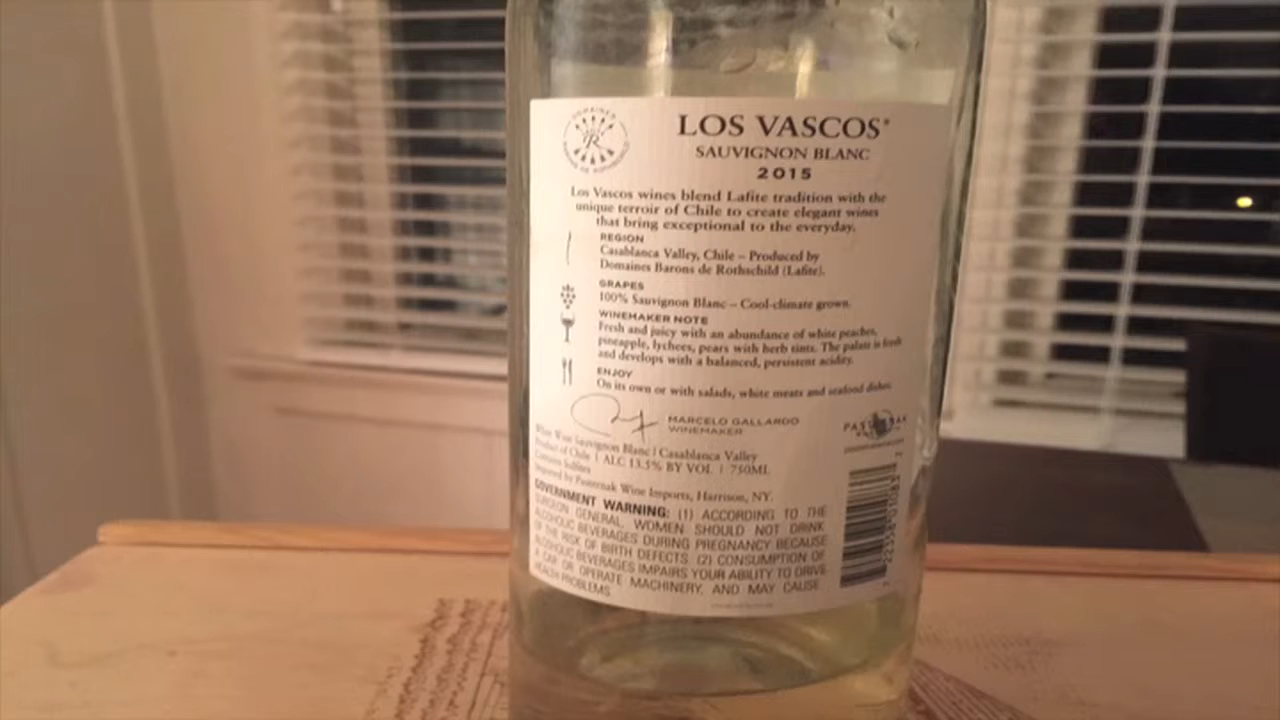 LOS VASCOS
SAUVIGNON BLANC
2015
Los Vascos wines blend Lafite tradition with the
unique terroir of Chile to create elegant wines
that bring exceptional to the everyday.
REGION
Casablanca Valley, Chile – Produced by
Domaines Barons de Rothschild (Lafite).
GRAPES
100% Sauvignon Blanc – Cool-climate grown.
WINEMAKER NOTE
Fresh and juicy with an abundance of white peaches,
pineapple, lychees, pears with herb tints. The palate is fresh
and develops with a balanced, persistent acidity.
ENJOY
On its own or with salads, white meats and seafood dishes
MARCELO GALLARDO
WINEMAKER
White Wine Sauvignon Blanc | Casablanca Valley
Product of Chile | ALC 13.5% BY VOL | 750ML
Contains Sulfites
Imported by Pasternak Wine Imports, Harrison, NY.
GOVERNMENT WARNING: (1) ACCORDING TO THE
SURGEON GENERAL, WOMEN SHOULD NOT DRINK
ALCOHOLIC BEVERAGES DURING PREGNANCY BECAUSE
OF THE RISK OF BIRTH DEFECTS. (2) CONSUMPTION OF
ALCOHOLIC BEVERAGES IMPAIRS YOUR ABILITY TO DRIVE
A CAR OR OPERATE MACHINERY, AND MAY CAUSE
HEALTH PROBLEMS